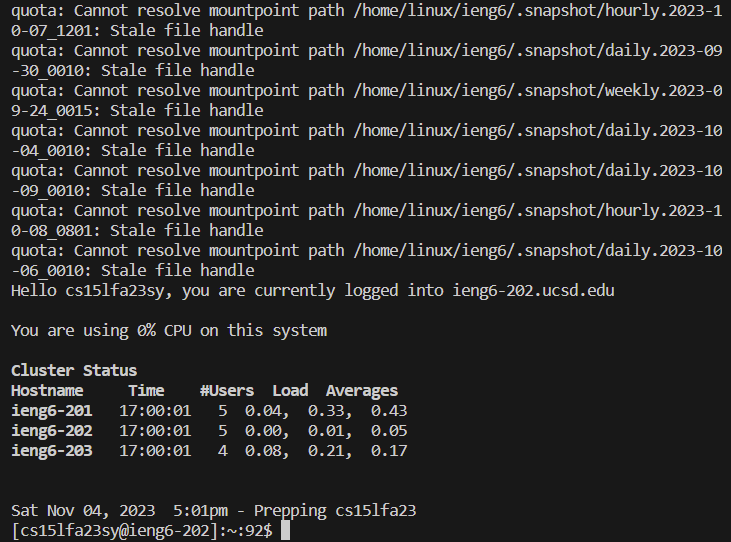 quota: Cannot resolve mountpoint path /home/linux/ieng6/.snapshot/hourly.2023-1
0-07_1201: Stale file handle
quota: Cannot resolve mountpoint path /home/linux/ieng6/.snapshot/daily.2023-09
-30_0010: Stale file handle
quota: Cannot resolve mountpoint path /home/linux/ieng6/.snapshot/weekly.2023-0
9-24_0015: Stale file handle
quota: Cannot resolve mountpoint path /home/linux/ieng6/.snapshot/daily.2023-10
-04_0010: Stale file handle
quota: Cannot resolve mountpoint path /home/linux/ieng6/.snapshot/daily.2023-10
-09_0010: Stale file handle
quota: Cannot resolve mountpoint path /home/linux/ieng6/.snapshot/hourly.2023-1
0-08_0801: Stale file handle
quota: Cannot resolve mountpoint path /home/linux/ieng6/.snapshot/daily.2023-10
-06_0010: Stale file handle
Hello cs15lfa23sy, you are currently logged into ieng6-202.ucsd.edu
You are using 0% CPU on this system
Cluster Status
Hostname     Time    #Users  Load  Averages
ieng6-201   17:00:01   5  0.04,  0.33,  0.43
ieng6-202   17:00:01   5  0.00,  0.01,  0.05
ieng6-203   17:00:01   4  0.08,  0.21,  0.17
Sat Nov 04, 2023  5:01pm - Prepping cs15lfa23
[cs15lfa23sy@ieng6-202]:~:92$